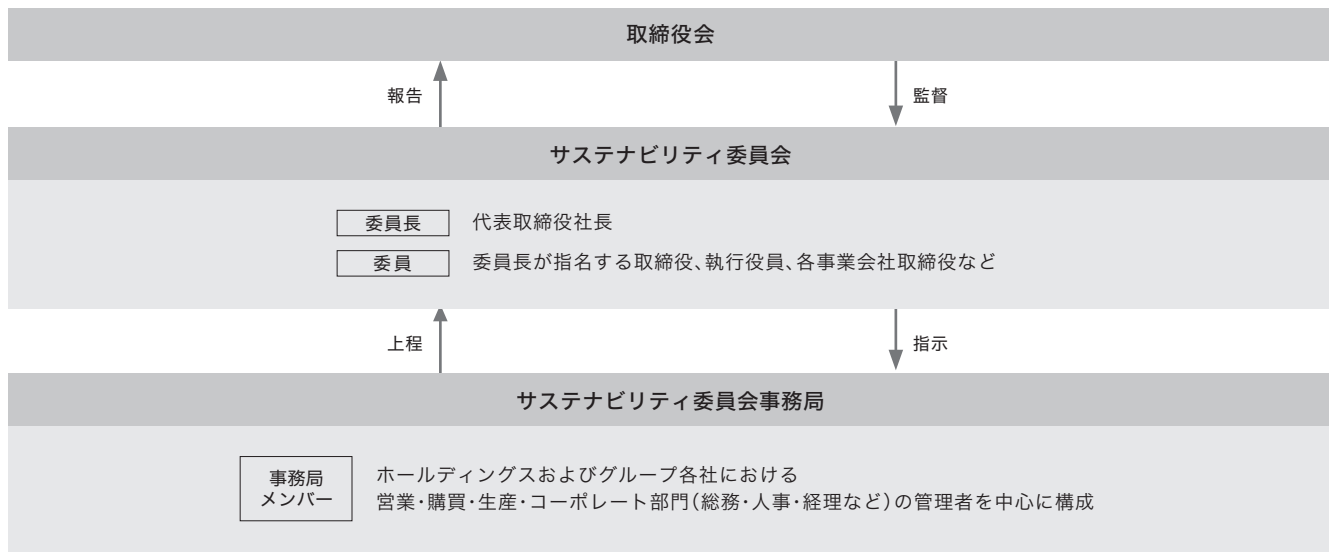 取締役会
報告
監督
サステナビリティ委員会
委員長 代表取締役社長
委員 委員長が指名する取締役、執行役員、各事業会社取締役など
上程
指示
サステナビリティ委員会事務局
事務局
メンバー
ホールディングスおよびグループ各社における
営業・購買・生産・コーポレート部門(総務・人事・経理など)の管理者を中心に構成